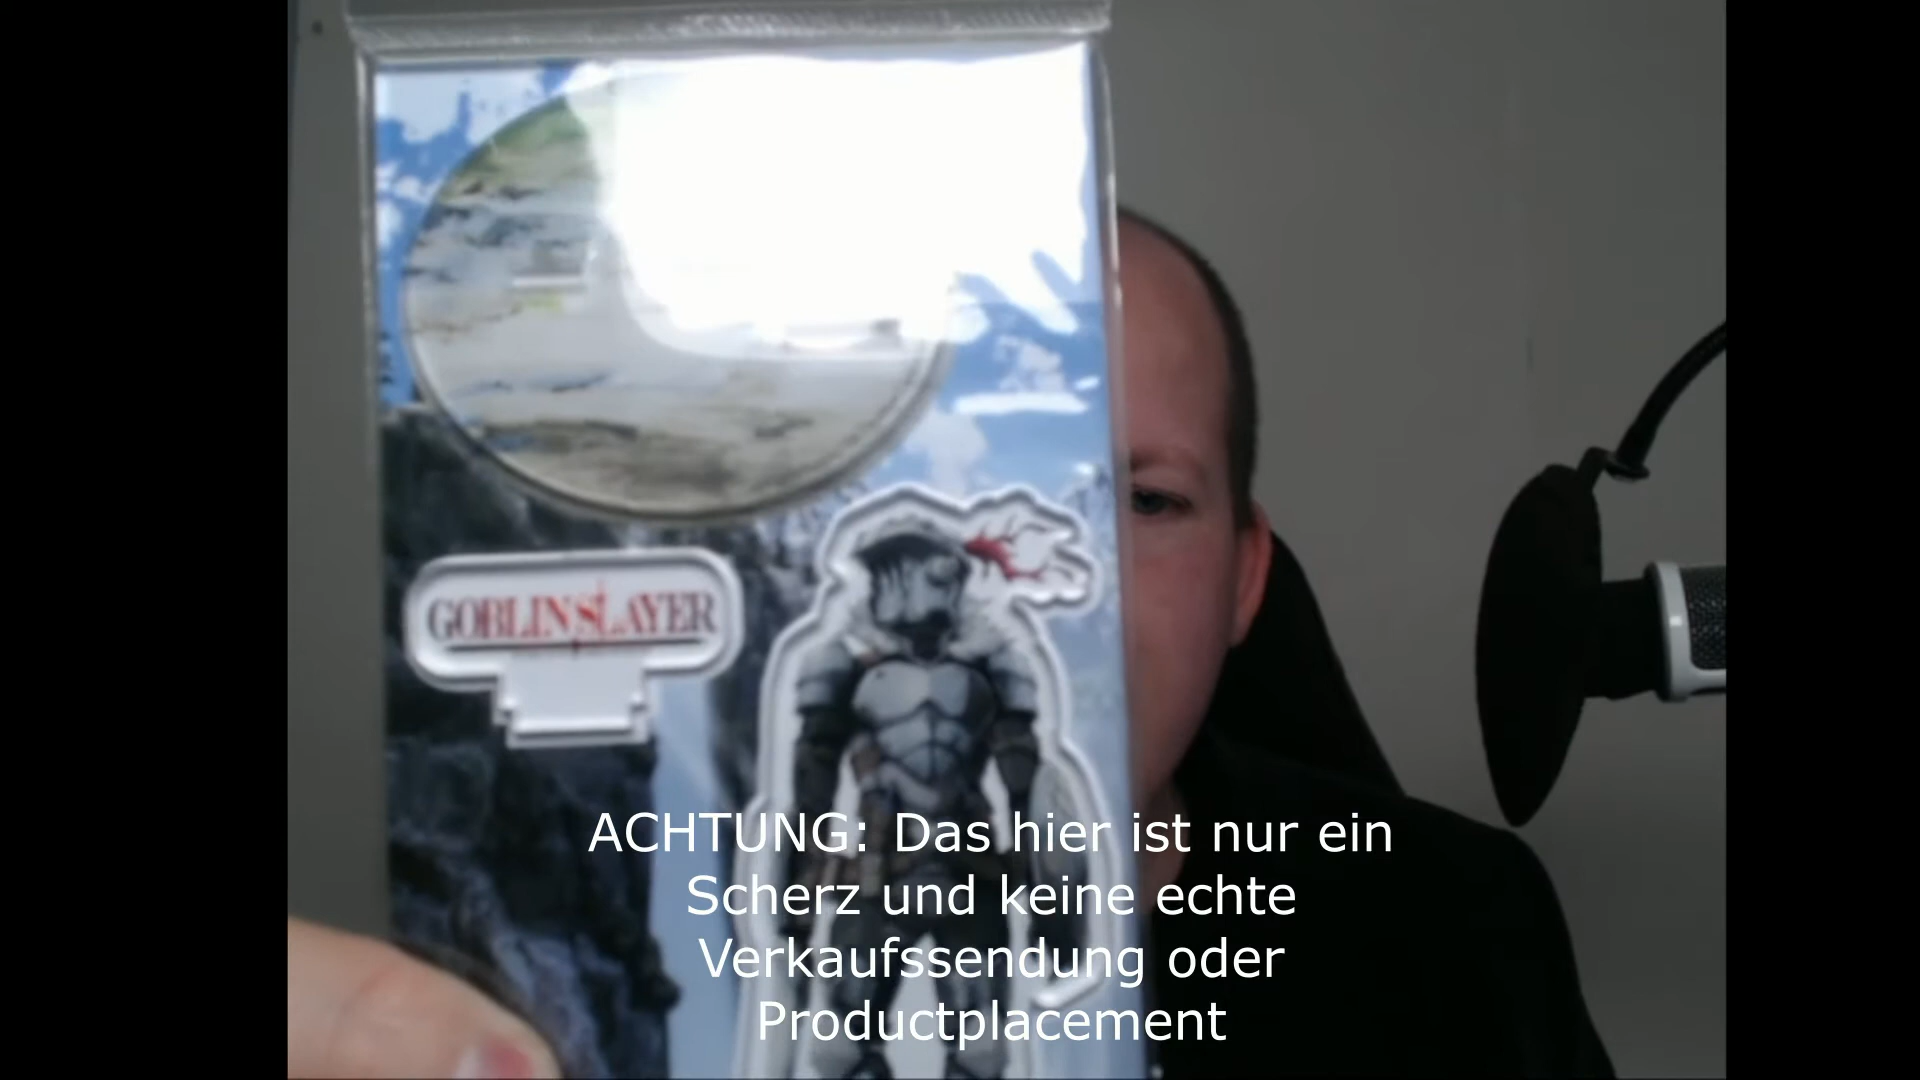 GOBLIN SLAYER
ACHTUNG: Das hier ist nur ein
Scherz und keine echte
Verkaufssendung oder
Productplacement